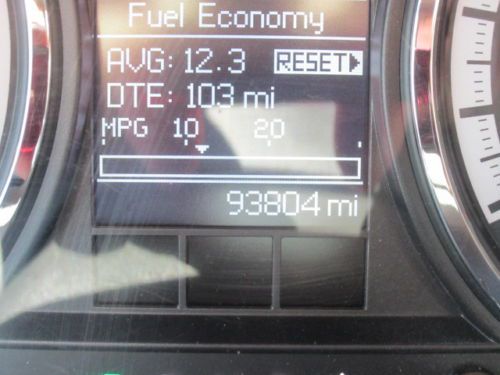 Fuel Economy
AVG: 12.3 RESET
DTE: 103 mi
MPG 10 20
93804 mi